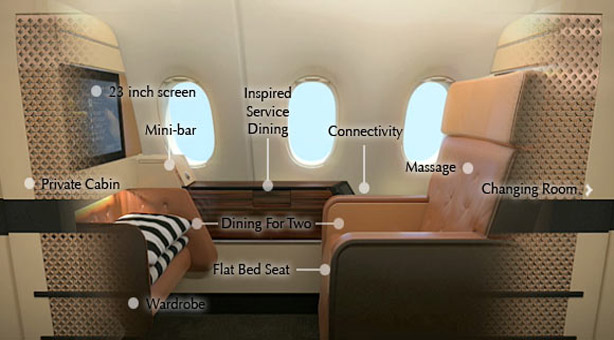 23 inch screen
Inspired
Service
Dining
Mini-bar
Connectivity
Massage
Private Cabin
Changing Room
Dining For Two
Flat Bed Seat
Wardrobe